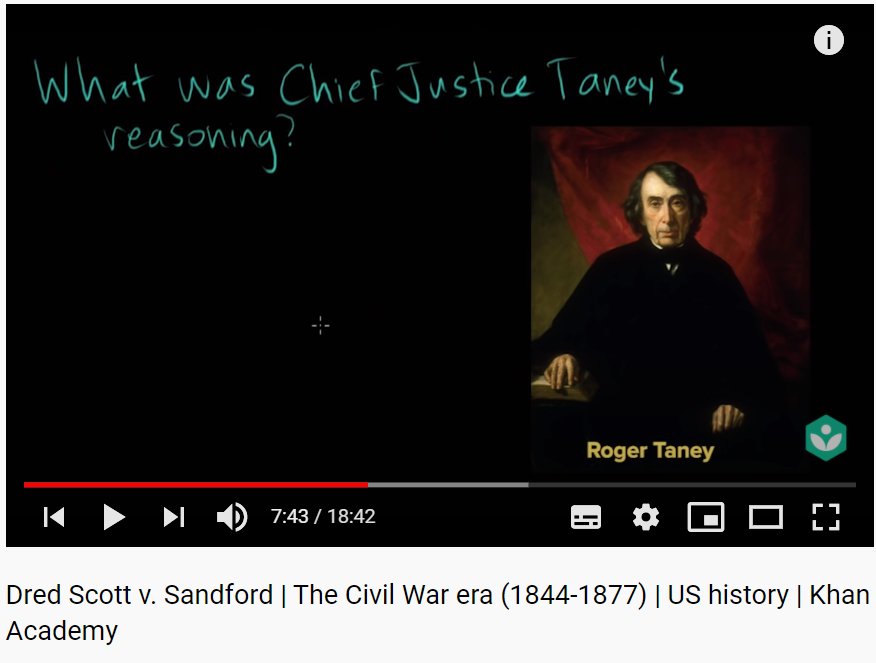 What was Chief Justice Taney's
reasoning?
Roger Taney
7:43 / 18:42
Dred Scott v. Sandford | The Civil War era (1844-1877) | US history | Khan
Academy